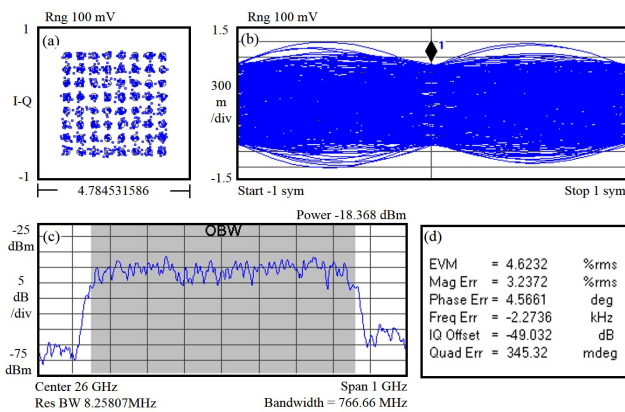 Rng 100 mV
1
(a)
I-Q
-1
4.784531586
Rng 100 mV
1.5
(b)
1
300
m
/div
-1.5
Start -1 sym
Stop 1 sym
Power -18.368 dBm
-25
dBm
(c)
OBW
5
dB
/div
-75
dBm
Center 26 GHz
Span 1 GHz
Res BW 8.25807MHz
Bandwidth = 766.66 MHz
(d)
EVM = 4.6232 %rms
Mag Err = 3.2372 %rms
Phase Err = 4.5661 deg
Freq Err = -2.2736 kHz
IQ Offset = -49.032 dB
Quad Err = 345.32 mdeg